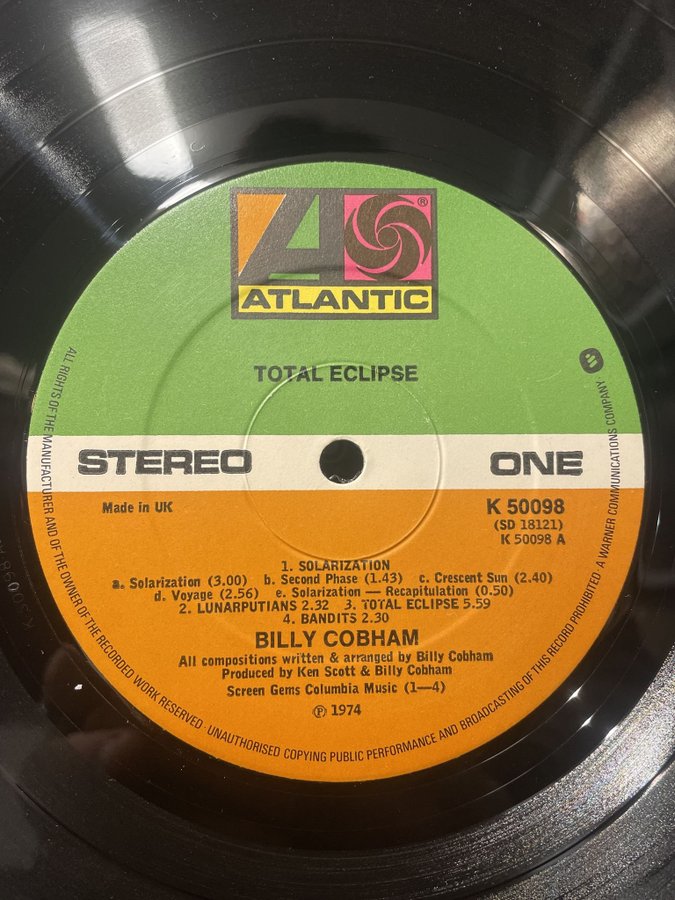 ATLANTIC
®
TOTAL ECLIPSE
STEREO ONE
Made in UK
K 50098
(SD 18121)
K 50098 A
1. SOLARIZATION
a. Solarization (3.00) b. Second Phase (1.43) c. Crescent Sun (2.40)
d. Voyage (2.56) e. Solarization — Recapitulation (0.50)
2. LUNARPUTIANS 2.32 3. TOTAL ECLIPSE 5.59
4. BANDITS 2.30
BILLY COBHAM
All compositions written & arranged by Billy Cobham
Produced by Ken Scott & Billy Cobham
Screen Gems Columbia Music (1—4)
Ⓟ 1974
ALL RIGHTS OF THE MANUFACTURER AND OF THE OWNER OF THE RECORDED WORK RESERVED · UNAUTHORISED COPYING PUBLIC PERFORMANCE AND BROADCASTING OF THIS RECORD PROHIBITED · A WARNER COMMUNICATIONS COMPANY